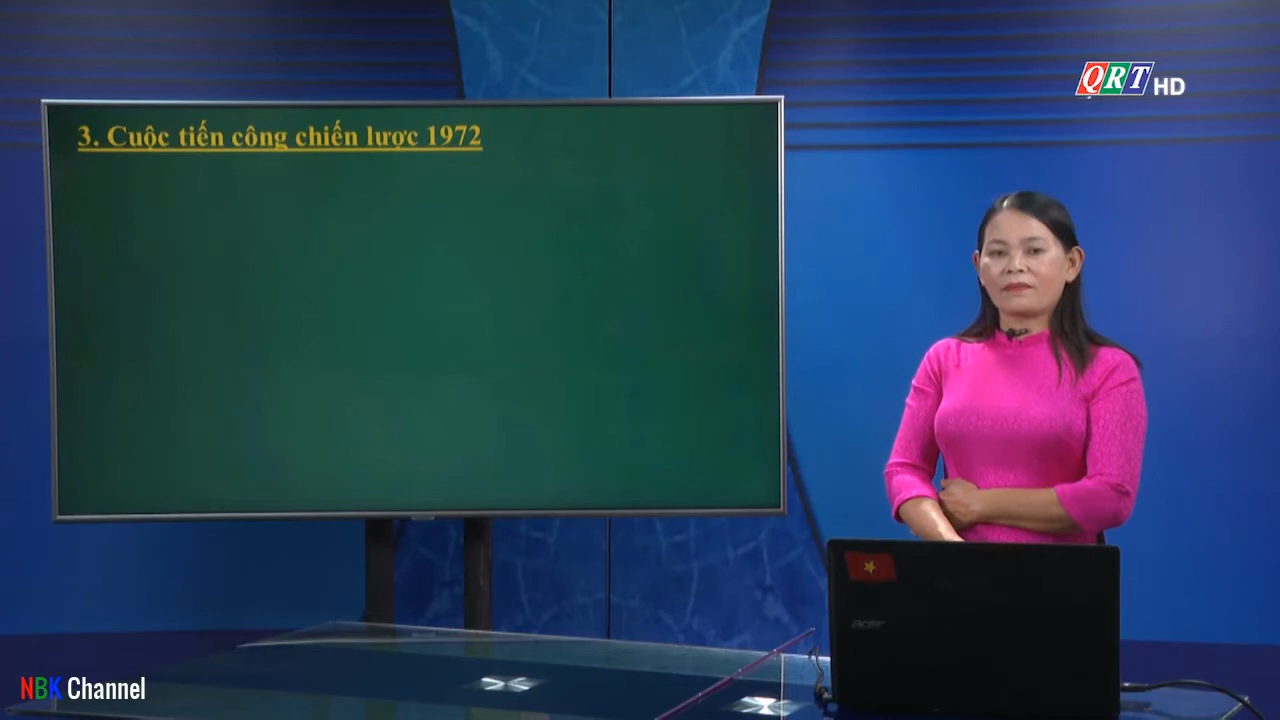 QRT HD
3. Cuộc tiến công chiến lược 1972
acer
NBK Channel